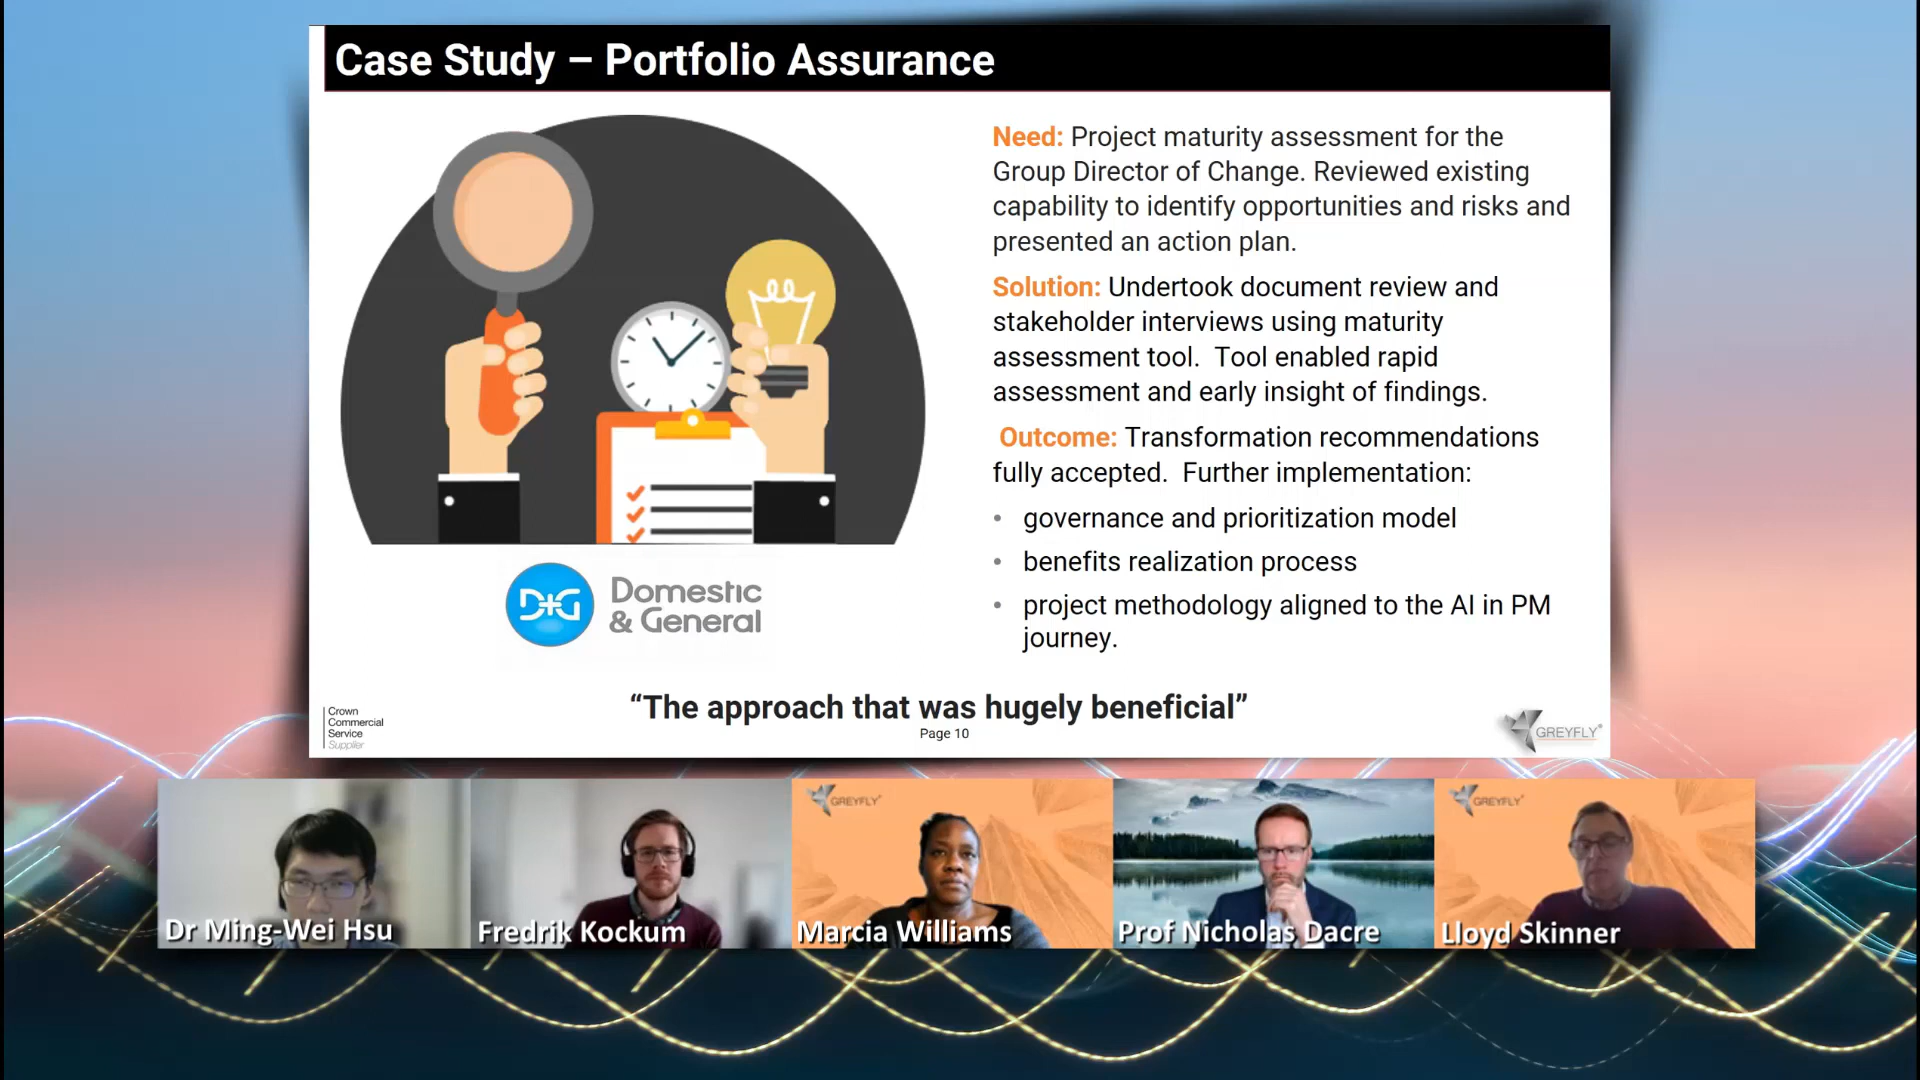 Case Study – Portfolio Assurance
Need: Project maturity assessment for the
Group Director of Change. Reviewed existing
capability to identify opportunities and risks and
presented an action plan.
Solution: Undertook document review and
stakeholder interviews using maturity
assessment tool. Tool enabled rapid
assessment and early insight of findings.
Outcome: Transformation recommendations
fully accepted. Further implementation:
• governance and prioritization model
• benefits realization process
• project methodology aligned to the AI in PM
journey.
D+G
Domestic
& General
“The approach that was hugely beneficial”
Page 10
Crown
Commercial
Service
Supplier
GREYFLY®
GREYFLY
GREYFLY
Dr Ming-Wei Hsu
Fredrik Kockum
Marcia Williams
Prof Nicholas Dacre
Lloyd Skinner